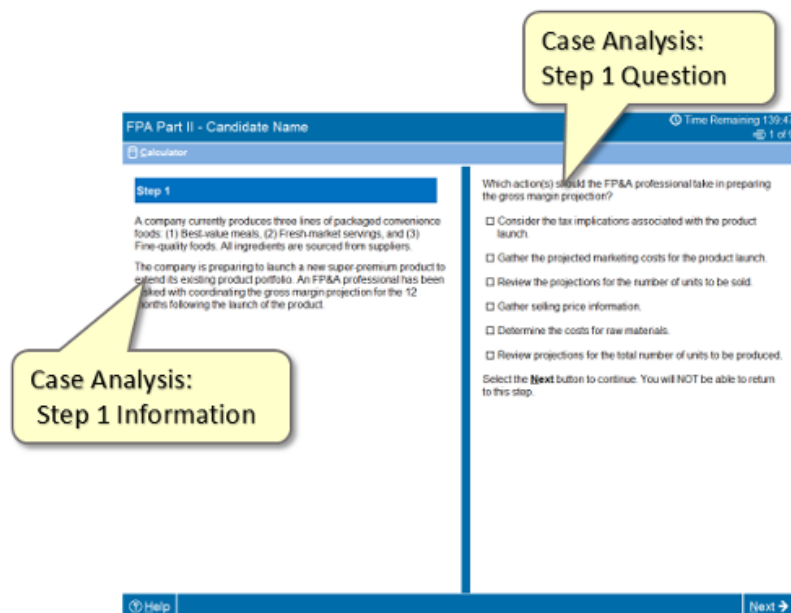 Case Analysis:
Step 1 Question
FPA Part II - Candidate Name
Time Remaining 139:47
1 of 9
Calculator
Step 1
A company currently produces three lines of packaged convenience
foods: (1) Best-value meals, (2) Fresh-market servings, and (3)
Fine-quality foods. All ingredients are sourced from suppliers.
The company is preparing to launch a new super-premium product to
extend its existing product portfolio. An FP&A professional has been
asked with coordinating the gross margin projection for the 12
months following the launch of the product.
Case Analysis:
Step 1 Information
Which action(s) should the FP&A professional take in preparing
the gross margin projection?
Consider the tax implications associated with the product
launch.
Gather the projected marketing costs for the product launch.
Review the projections for the number of units to be sold.
Gather selling price information.
Determine the costs for raw materials.
Review projections for the total number of units to be produced.
Select the Next button to continue. You will NOT be able to return
to this step.
Help
Next